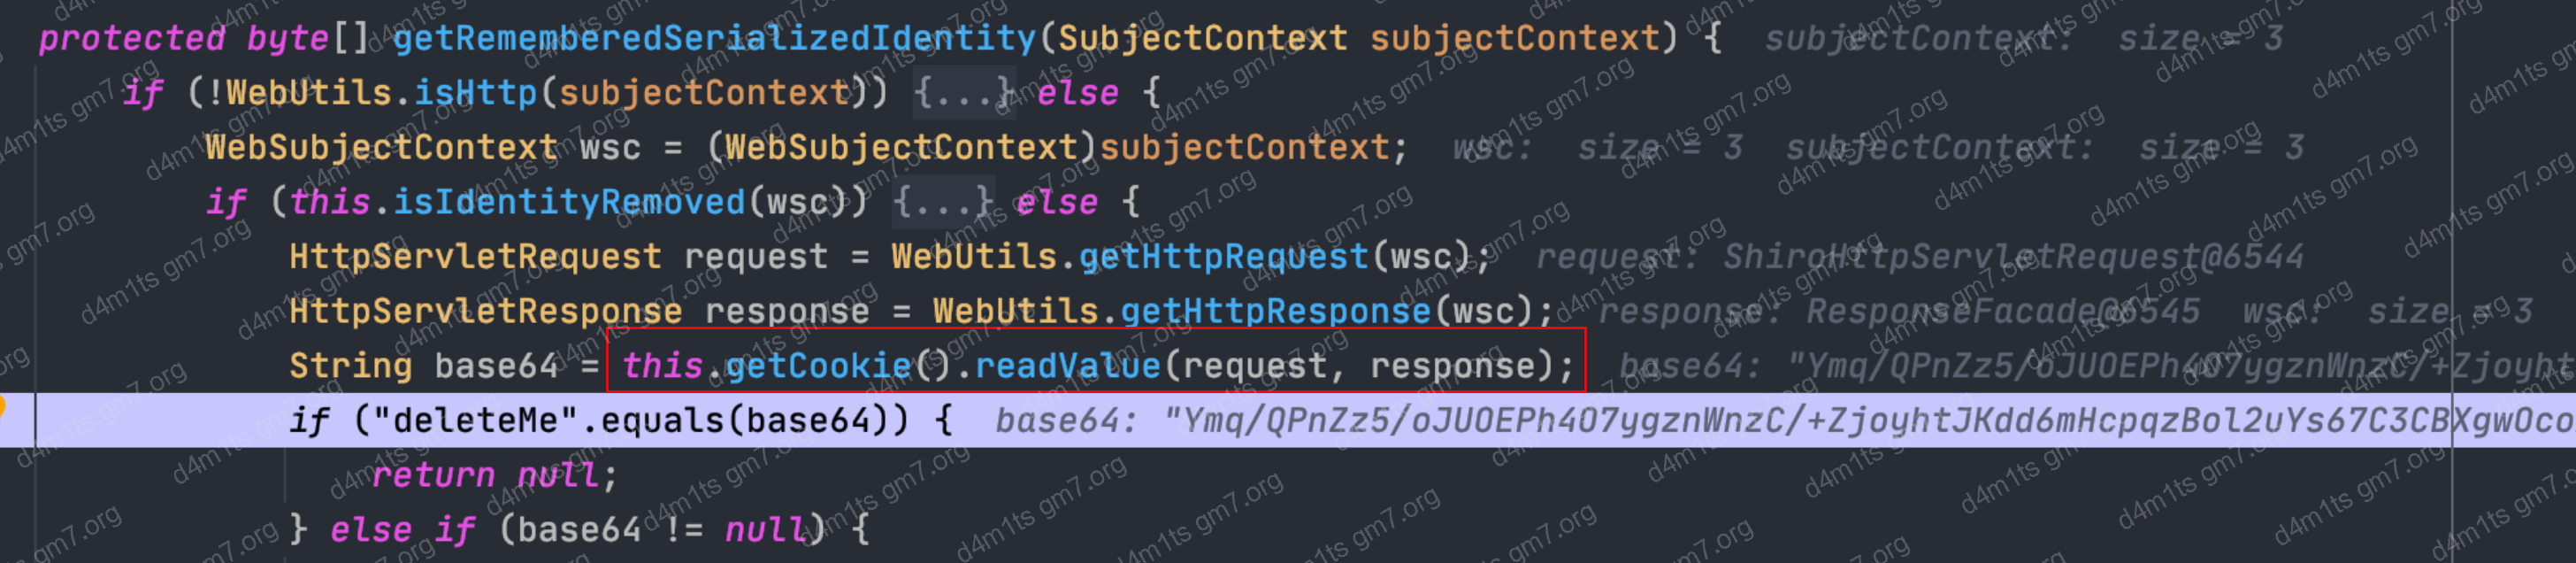 protected byte[] getRememberedSerializedIdentity(SubjectContext subjectContext) { subjectContext: size = 3
if (!WebUtils.isHttp(subjectContext)) {...} else {
WebSubjectContext wsc = (WebSubjectContext)subjectContext; wsc: size = 3 subjectContext: size = 3
if (this.isIdentityRemoved(wsc)) {...} else {
HttpServletRequest request = WebUtils.getHttpRequest(wsc); request: ShiroHttpServletRequest@6544
HttpServletResponse response = WebUtils.getHttpResponse(wsc); response: ResponseFacade@6545 wsc: size = 3
String base64 = this.getCookie().readValue(request, response); base64: "Ymq/QPnZz5/oJUOEPh4O7ygznWnzC/+Zjoyht
if ("deleteMe".equals(base64)) { base64: "Ymq/QPnZz5/oJUOEPh4O7ygznWnzC/+ZjoyhtJKdd6mHcpqzBol2uYs67C3CBXgwOco
return null;
} else if (base64 != null) {
d4m1ts gm7.org